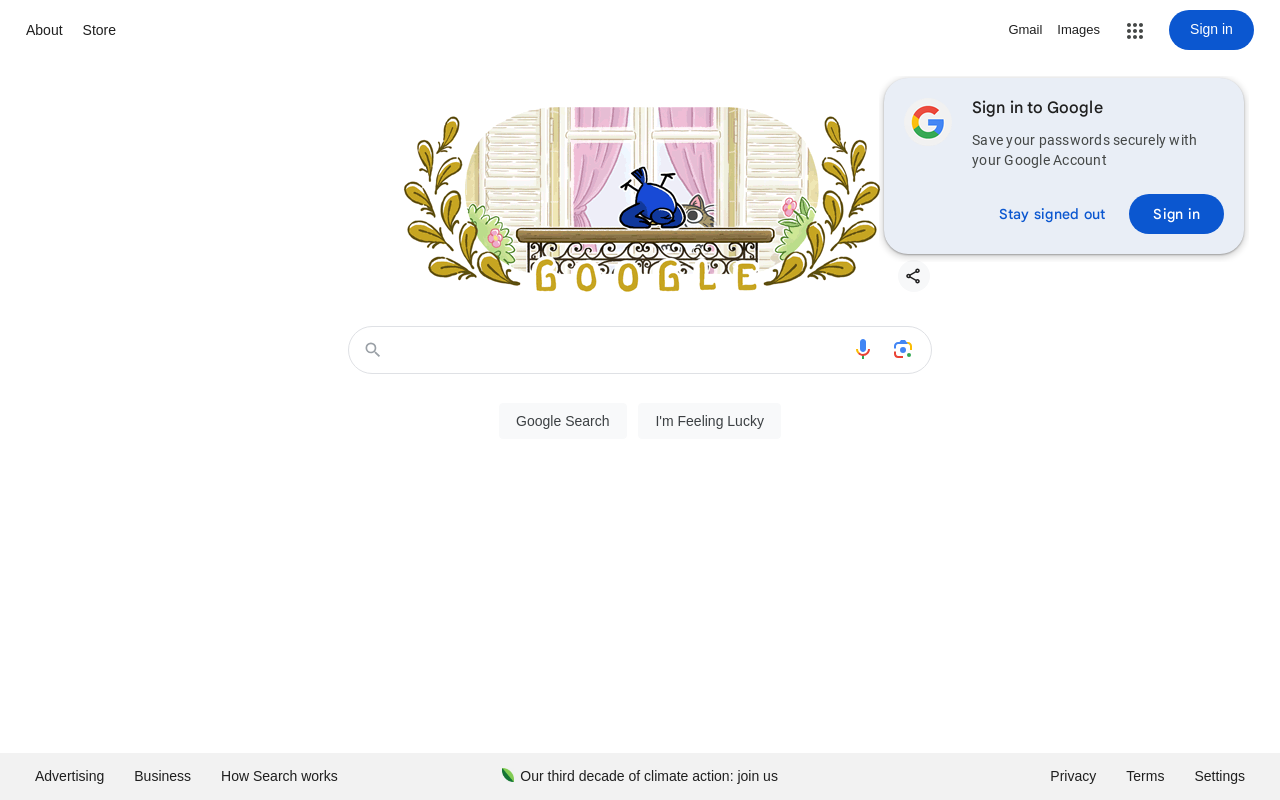 About Store
Gmail Images Sign in
Sign in to Google
Save your passwords securely with
your Google Account
Stay signed out Sign in
GOOGLE
Google Search I'm Feeling Lucky
Advertising Business How Search works Our third decade of climate action: join us Privacy Terms Settings